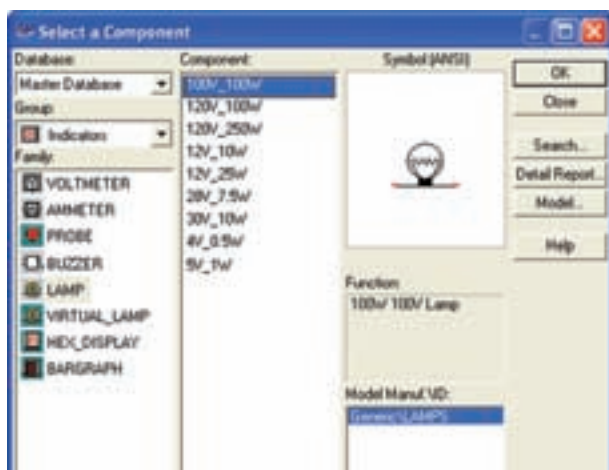 Select a Component
Database:
Master Database
Group:
Indicators
Family:
VOLTMETER
AMMETER
PROBE
BUZZER
LAMP
VIRTUAL_LAMP
HEX_DISPLAY
BARGRAPH
Component:
100V_100W
120V_100W
120V_250W
12V_10W
12V_25W
28V_7.5W
30V_10W
4V_0.5W
5V_1W
Symbol (ANSI)
Function:
100W 100V Lamp
Model Manuf.\ID:
Generic\LAMPS
OK
Close
Search...
Detail Report...
Model...
Help